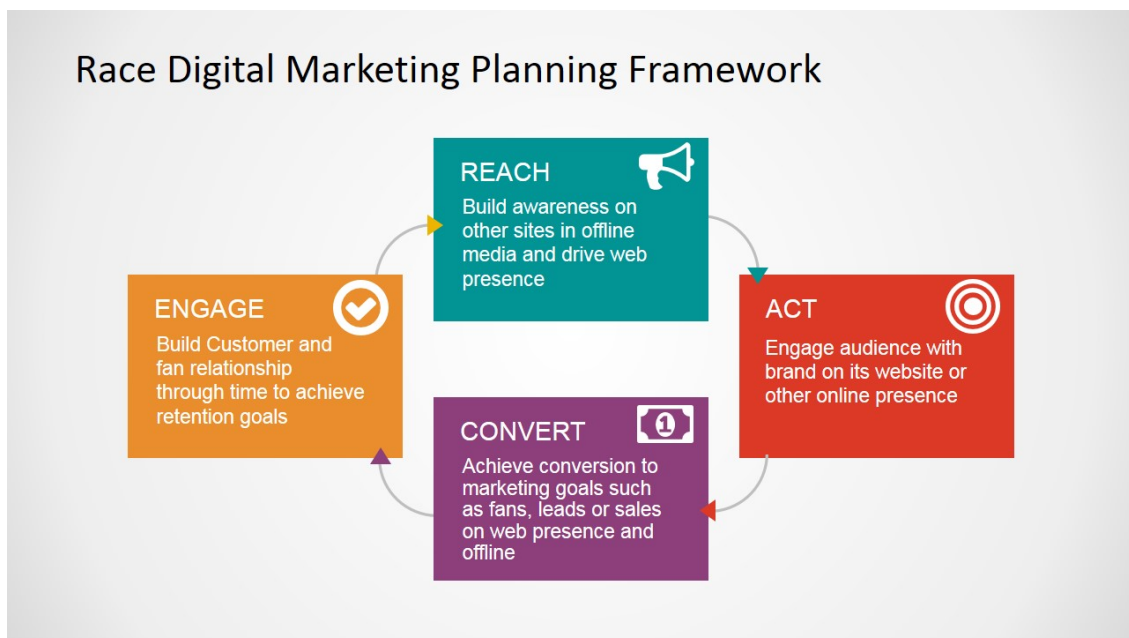 Race Digital Marketing Planning Framework
REACH
Build awareness on
other sites in offline
media and drive web
presence
ACT
Engage audience with
brand on its website or
other online presence
CONVERT
1
Achieve conversion to
marketing goals such
as fans, leads or sales
on web presence and
offline
ENGAGE
Build Customer and
fan relationship
through time to achieve
retention goals